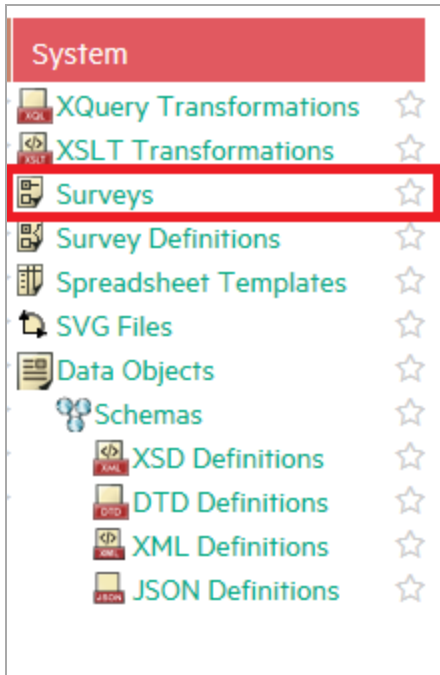 System
XQuery Transformations
XSLT Transformations
Surveys
Survey Definitions
Spreadsheet Templates
SVG Files
Data Objects
Schemas
XSD Definitions
DTD Definitions
XML Definitions
JSON Definitions